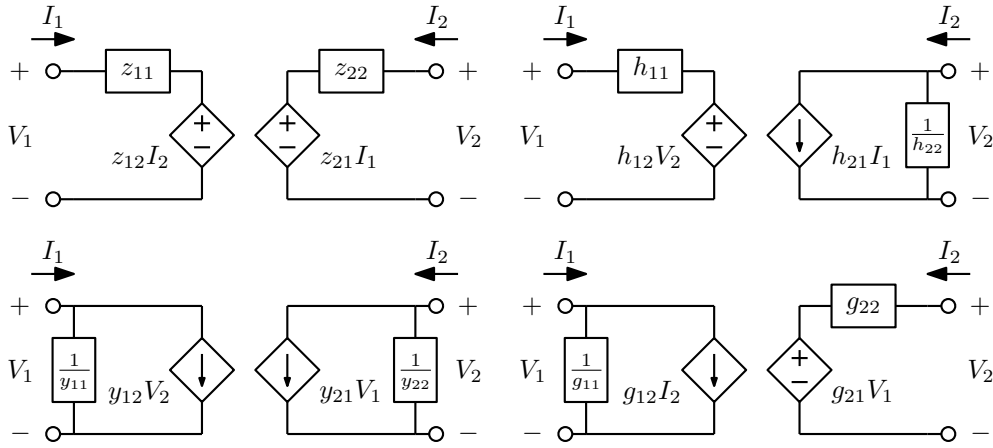 I₁ I₂ I₁ I₂
+ z₁₁ z₂₂ + + h₁₁ +
V₁ + − + − V₂ V₁ + − 1/h₂₂ V₂
z₁₂I₂ z₂₁I₁ h₁₂V₂ h₂₁I₁
− − − −
I₁ I₂ I₁ I₂
+ + + g₂₂ +
V₁ 1/y₁₁ 1/y₂₂ V₂ V₁ 1/g₁₁ + − V₂
y₁₂V₂ y₂₁V₁ g₁₂I₂ g₂₁V₁
− − − −